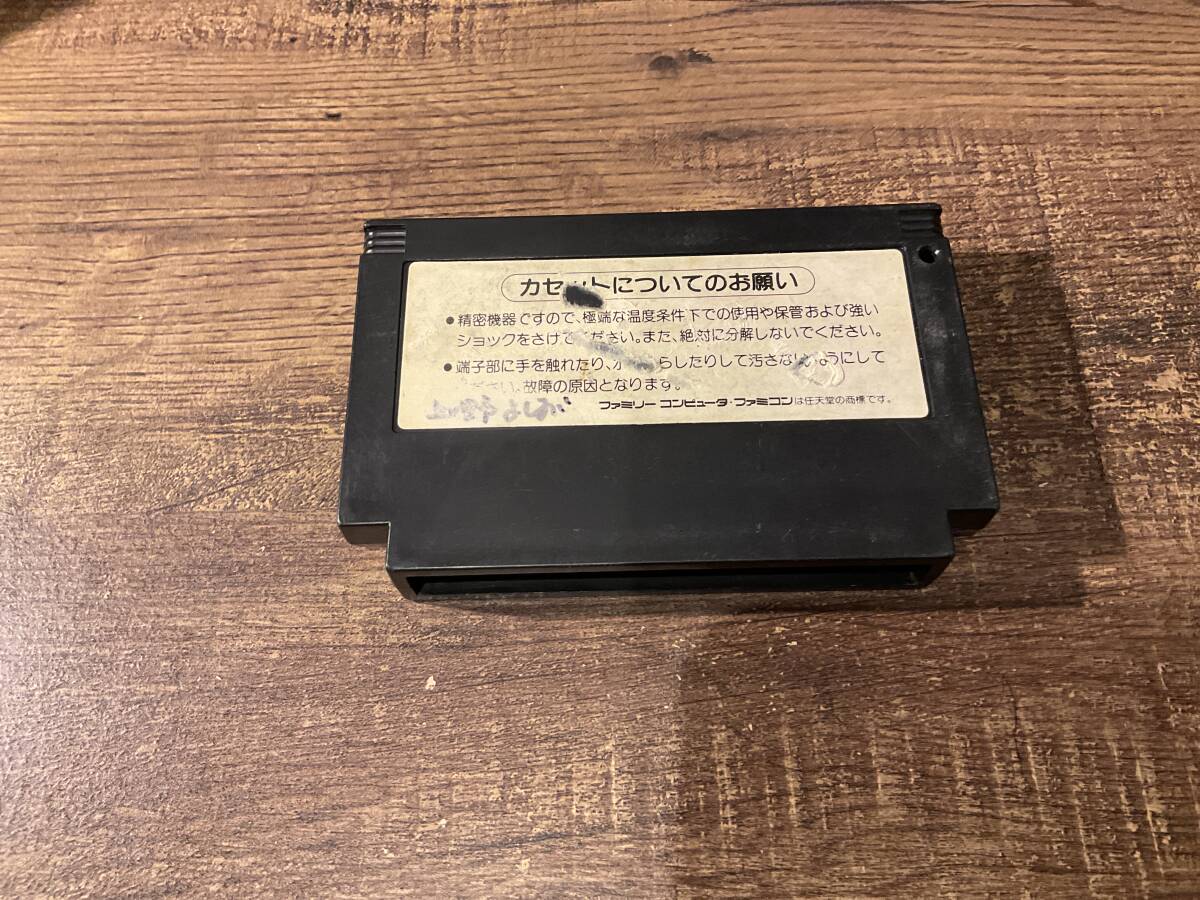 カセットについてのお願い
●精密機器ですので、極端な温度条件下での使用や保管および強い
ショックをさけてください。また、絶対に分解しないでください。
●端子部に手を触れたり、 らしたりして汚さな ようにして
ださい。故障の原因となります。
ファミリー コンピュータ・ファミコンは任天堂の商標です。